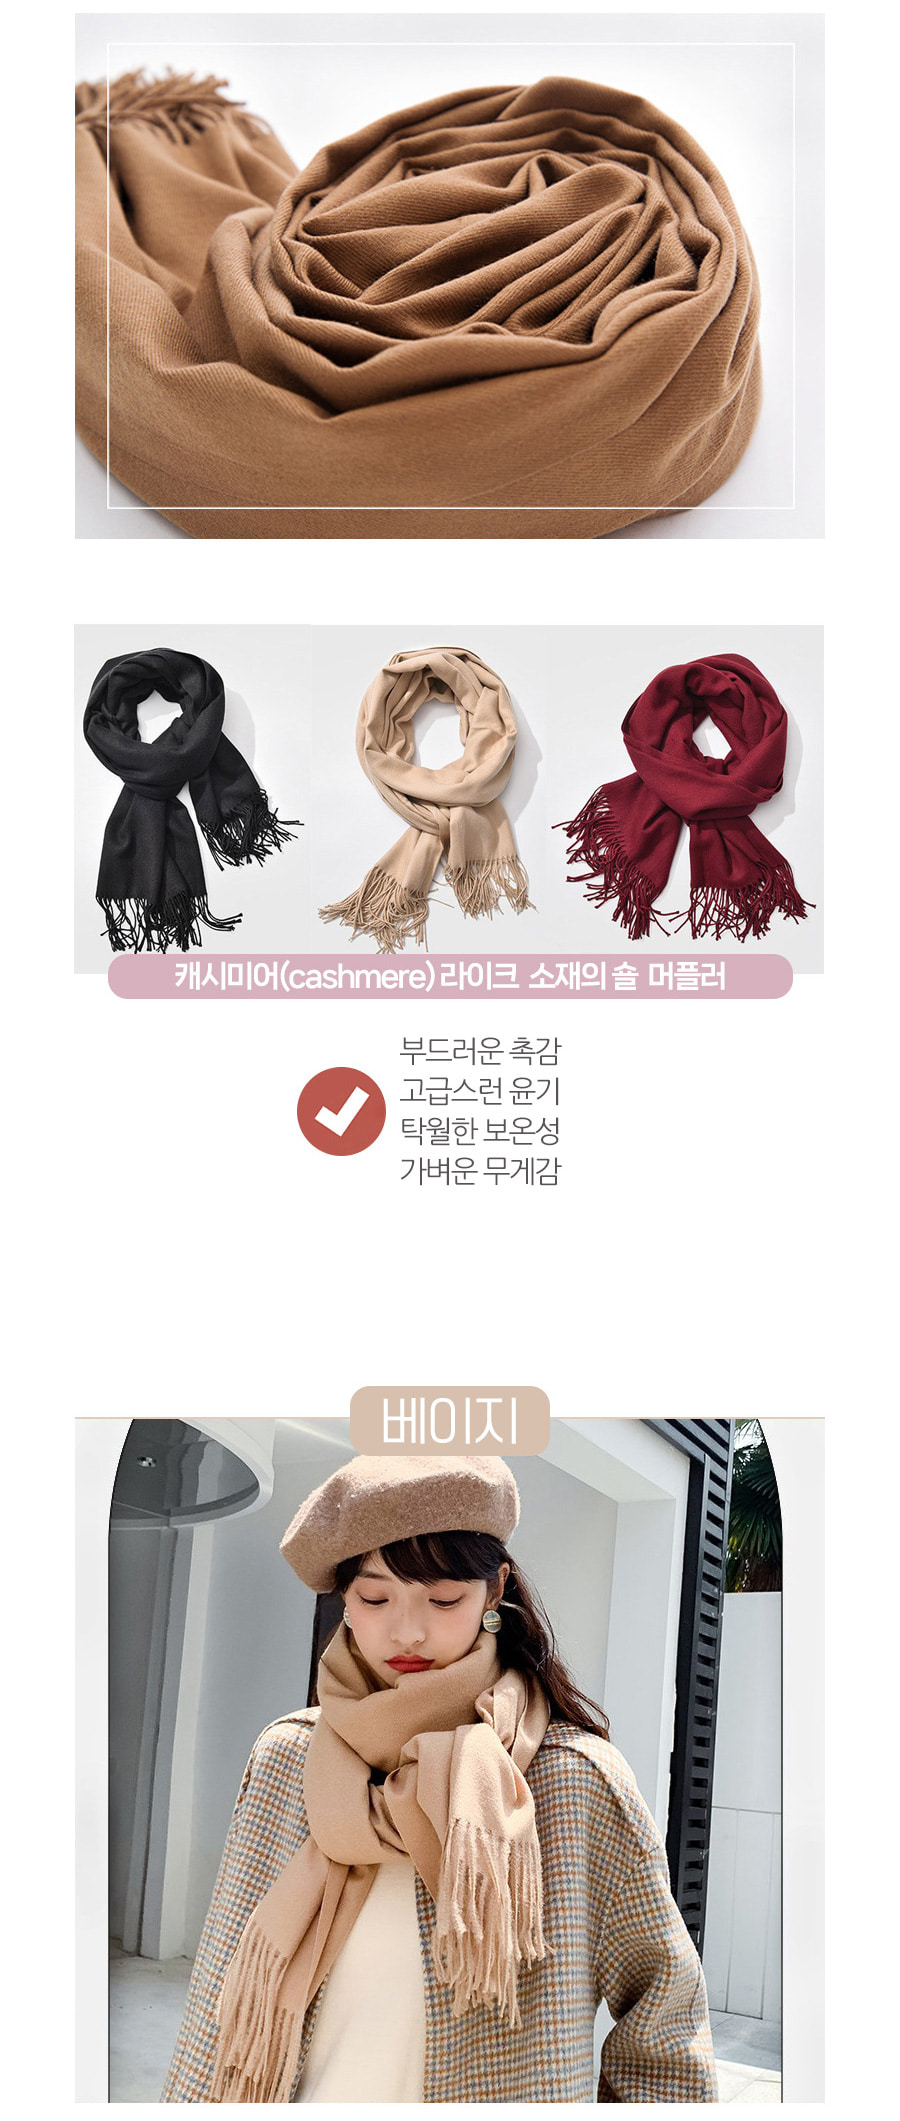 캐시미어(cashmere) 라이크 소재의 숄 머플러
부드러운 촉감
고급스런 윤기
탁월한 보온성
가벼운 무게감
베이지